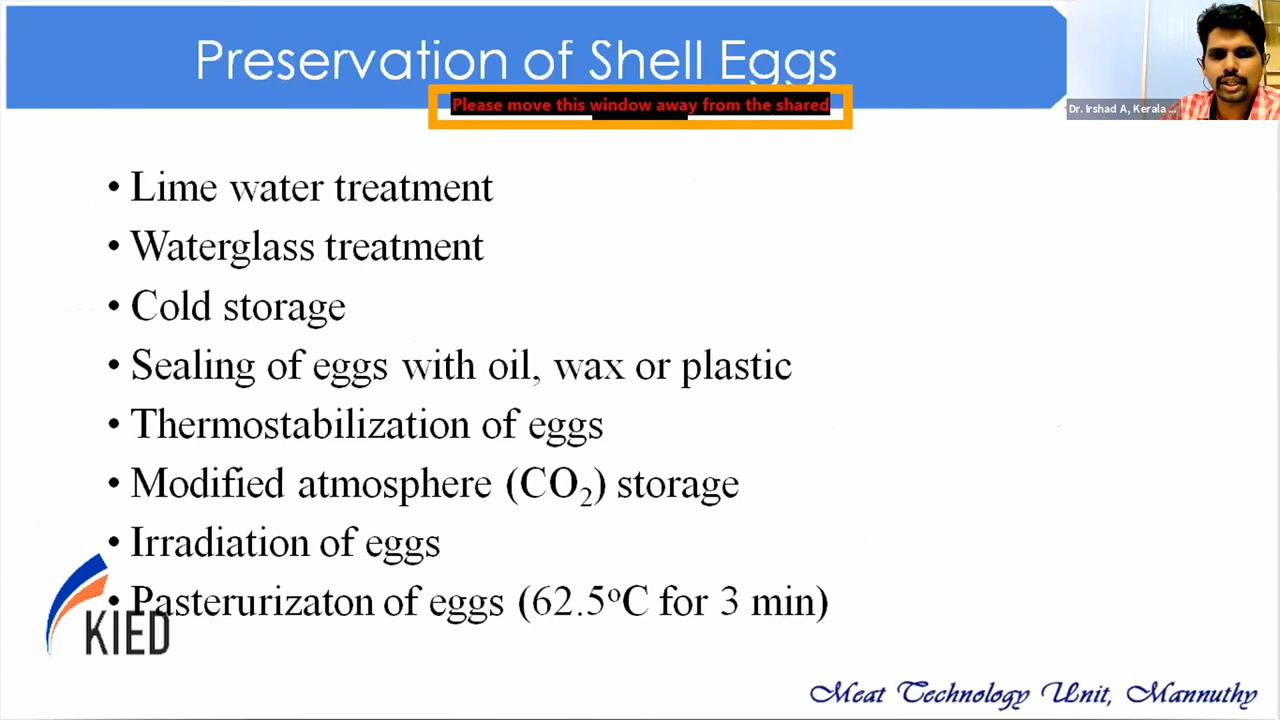 Preservation of Shell Eggs
Please move this window away from the shared
Dr. Irshad A, Kerala ...
• Lime water treatment
• Waterglass treatment
• Cold storage
• Sealing of eggs with oil, wax or plastic
• Thermostabilization of eggs
• Modified atmosphere (CO₂) storage
• Irradiation of eggs
• Pasterurizaton of eggs (62.5°C for 3 min)
KIED
Meat Technology Unit, Mannuthy